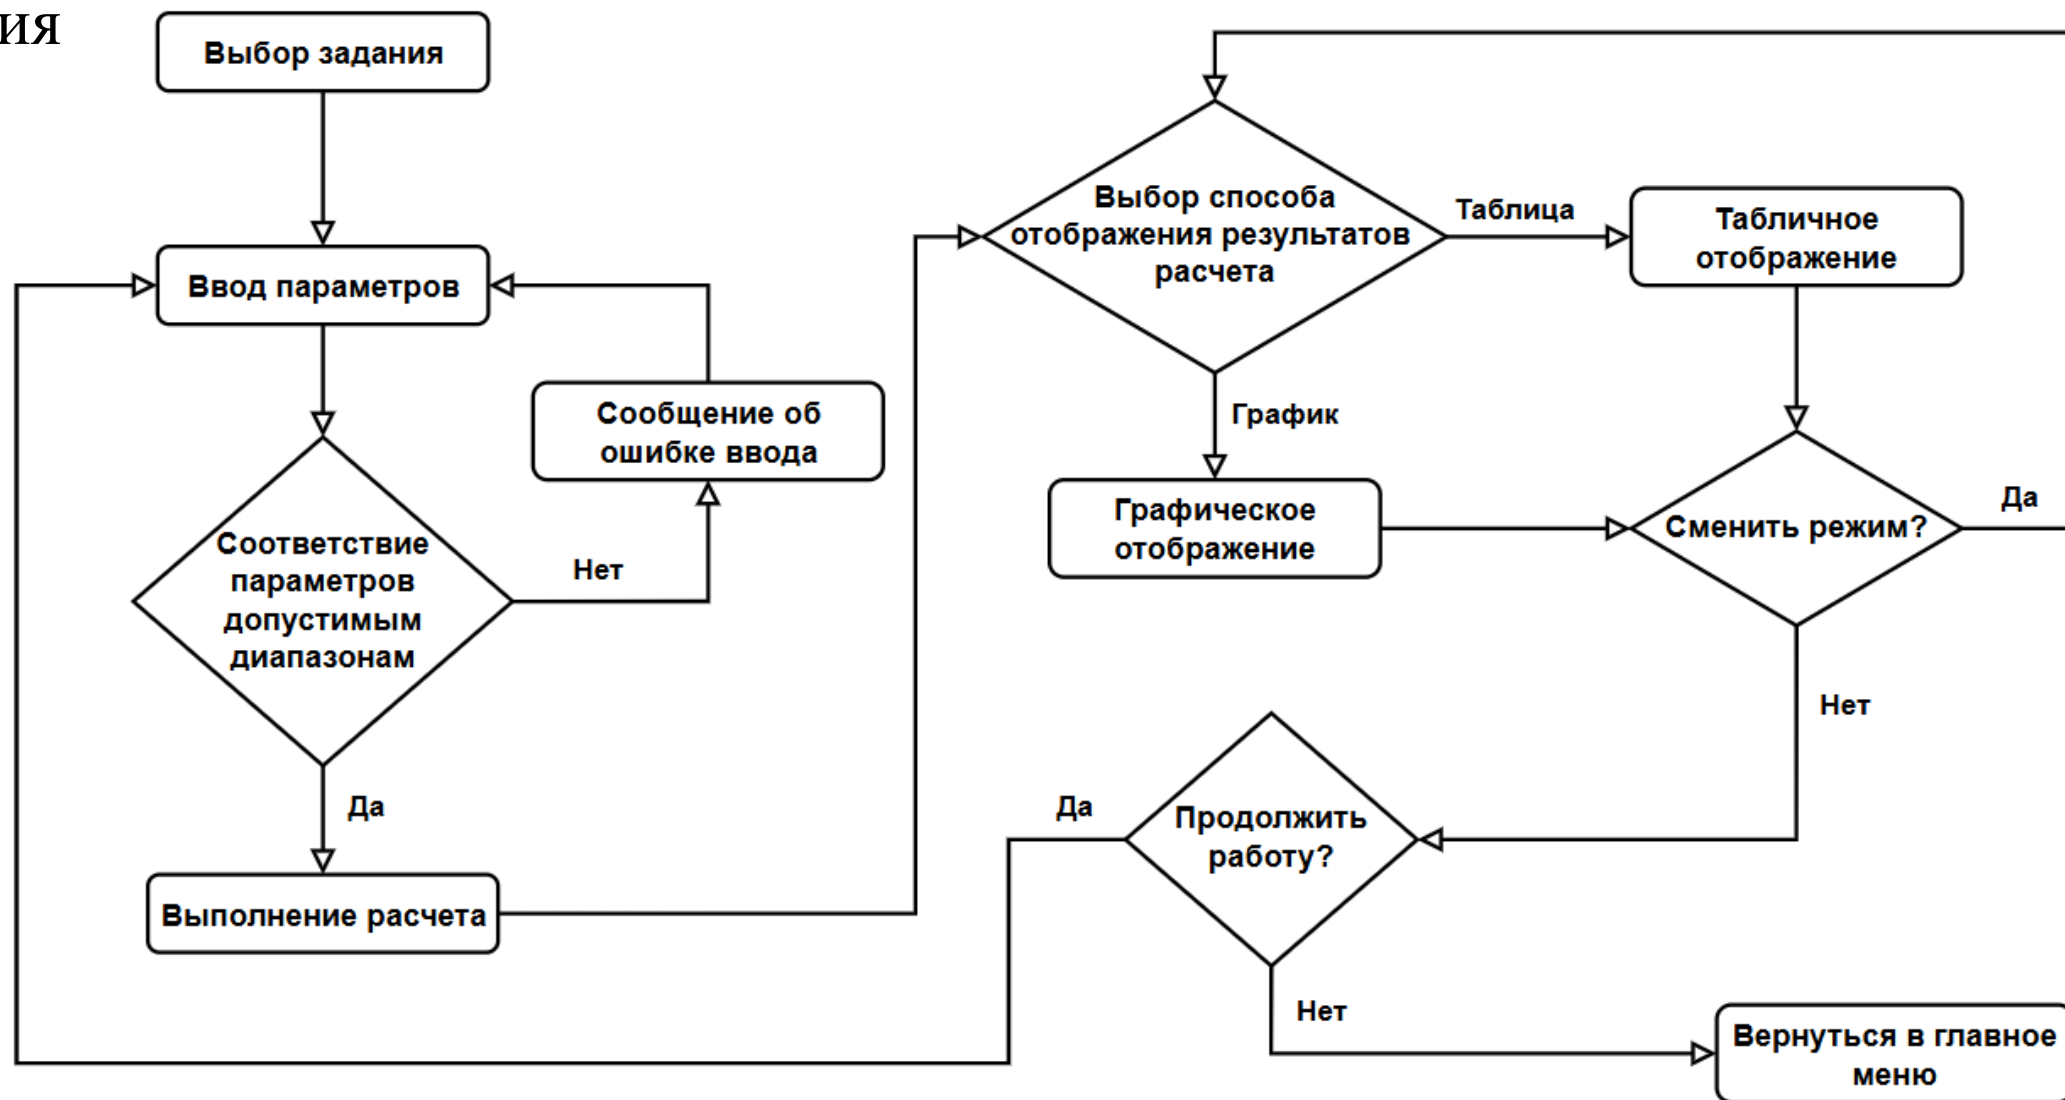 ия
Выбор задания
Ввод параметров
Сообщение об
ошибке ввода
Соответствие
параметров
допустимым
диапазонам
Нет
Да
Выполнение расчета
Выбор способа
отображения результатов
расчета
Таблица
Табличное
отображение
График
Графическое
отображение
Сменить режим?
Да
Нет
Продолжить
работу?
Да
Нет
Вернуться в главное
меню